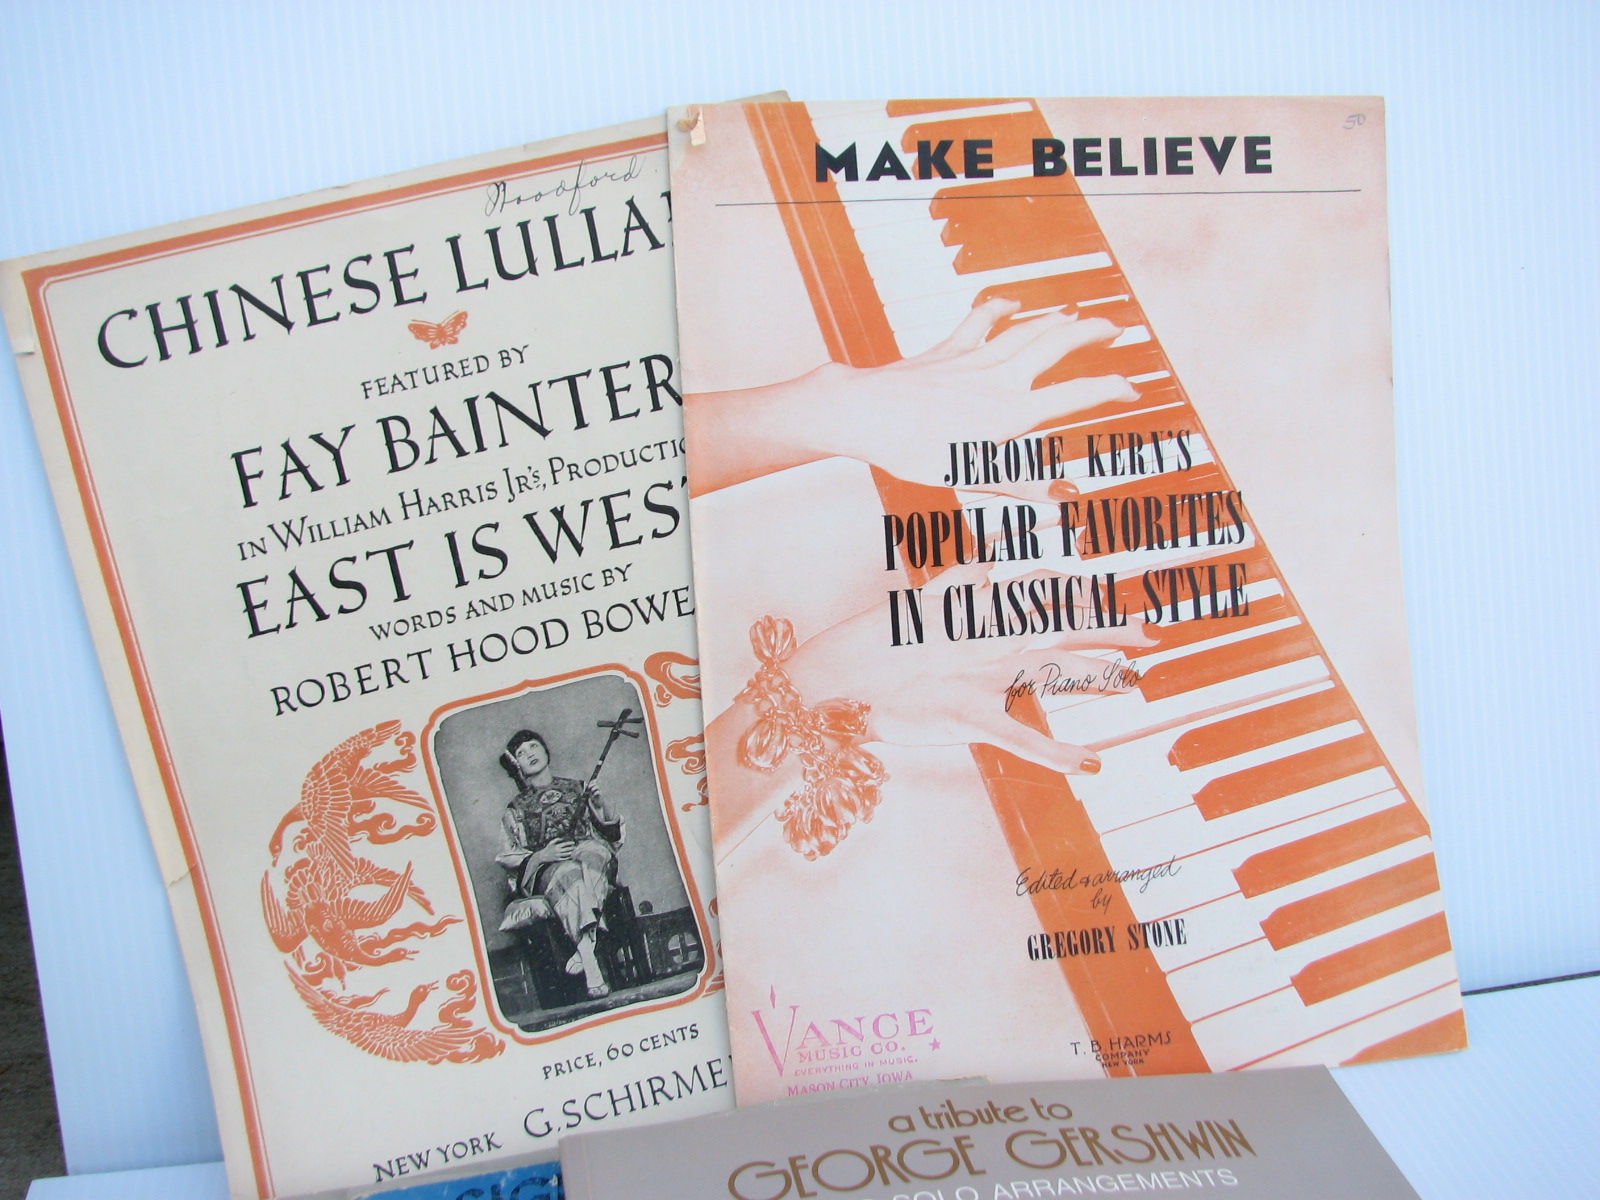 Woodford
CHINESE LULLA
FEATURED BY
FAY BAINTER
IN WILLIAM HARRIS JR'S, PRODUCTIO
EAST IS WEST
WORDS AND MUSIC BY
ROBERT HOOD BOWE
PRICE, 60 CENTS
G. SCHIRME
NEW YORK
50
MAKE BELIEVE
JEROME KERN'S
POPULAR FAVORITES
IN CLASSICAL STYLE
for Piano Solo
Edited & arranged
by
GREGORY STONE
VANCE
MUSIC CO.
EVERYTHING IN MUSIC.
MASON CITY, IOWA
T. B. HARMS
COMPANY
NEW YORK
a tribute to
GEORGE GERSHWIN
SOLO ARRANGEMENTS